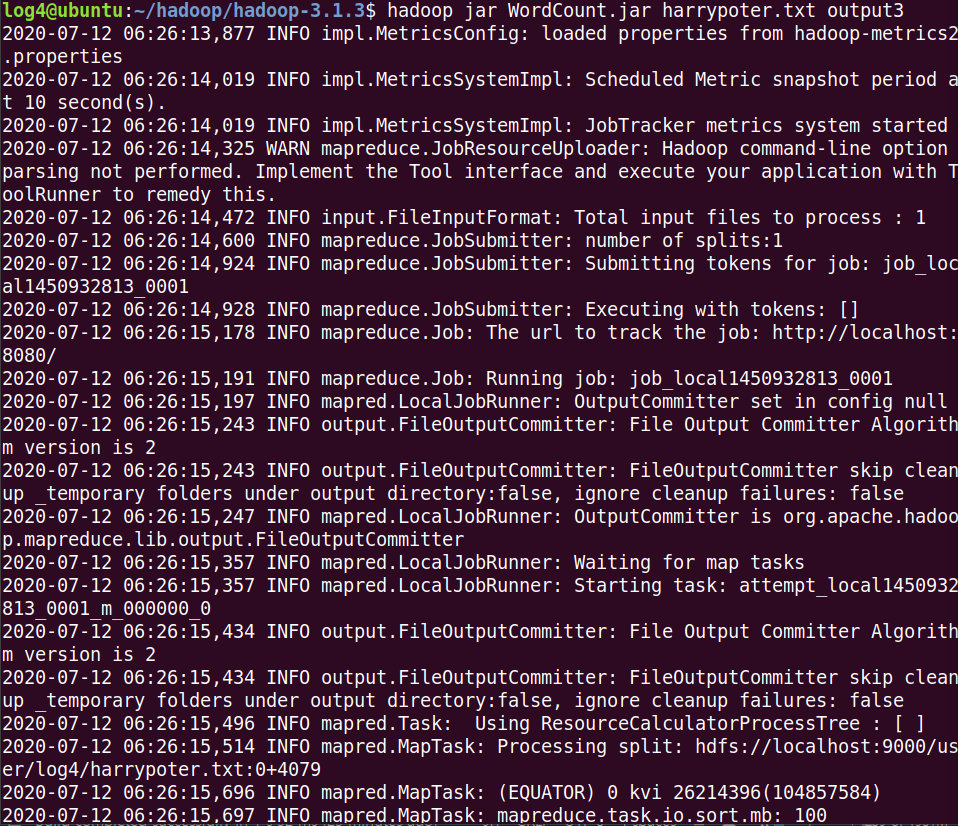 log4@ubuntu:~/hadoop/hadoop-3.1.3$ hadoop jar WordCount.jar harrypoter.txt output3
2020-07-12 06:26:13,877 INFO impl.MetricsConfig: loaded properties from hadoop-metrics2
.properties
2020-07-12 06:26:14,019 INFO impl.MetricsSystemImpl: Scheduled Metric snapshot period a
t 10 second(s).
2020-07-12 06:26:14,019 INFO impl.MetricsSystemImpl: JobTracker metrics system started
2020-07-12 06:26:14,325 WARN mapreduce.JobResourceUploader: Hadoop command-line option
parsing not performed. Implement the Tool interface and execute your application with T
oolRunner to remedy this.
2020-07-12 06:26:14,472 INFO input.FileInputFormat: Total input files to process : 1
2020-07-12 06:26:14,600 INFO mapreduce.JobSubmitter: number of splits:1
2020-07-12 06:26:14,924 INFO mapreduce.JobSubmitter: Submitting tokens for job: job_loc
al1450932813_0001
2020-07-12 06:26:14,928 INFO mapreduce.JobSubmitter: Executing with tokens: []
2020-07-12 06:26:15,178 INFO mapreduce.Job: The url to track the job: http://localhost:
8080/
2020-07-12 06:26:15,191 INFO mapreduce.Job: Running job: job_local1450932813_0001
2020-07-12 06:26:15,197 INFO mapred.LocalJobRunner: OutputCommitter set in config null
2020-07-12 06:26:15,243 INFO output.FileOutputCommitter: File Output Committer Algorith
m version is 2
2020-07-12 06:26:15,243 INFO output.FileOutputCommitter: FileOutputCommitter skip clean
up _temporary folders under output directory:false, ignore cleanup failures: false
2020-07-12 06:26:15,247 INFO mapred.LocalJobRunner: OutputCommitter is org.apache.hadoo
p.mapreduce.lib.output.FileOutputCommitter
2020-07-12 06:26:15,357 INFO mapred.LocalJobRunner: Waiting for map tasks
2020-07-12 06:26:15,357 INFO mapred.LocalJobRunner: Starting task: attempt_local1450932
813_0001_m_000000_0
2020-07-12 06:26:15,434 INFO output.FileOutputCommitter: File Output Committer Algorith
m version is 2
2020-07-12 06:26:15,434 INFO output.FileOutputCommitter: FileOutputCommitter skip clean
up _temporary folders under output directory:false, ignore cleanup failures: false
2020-07-12 06:26:15,496 INFO mapred.Task:  Using ResourceCalculatorProcessTree : [ ]
2020-07-12 06:26:15,514 INFO mapred.MapTask: Processing split: hdfs://localhost:9000/us
er/log4/harrypoter.txt:0+4079
2020-07-12 06:26:15,696 INFO mapred.MapTask: (EQUATOR) 0 kvi 26214396(104857584)
2020-07-12 06:26:15,697 INFO mapred.MapTask: mapreduce.task.io.sort.mb: 100